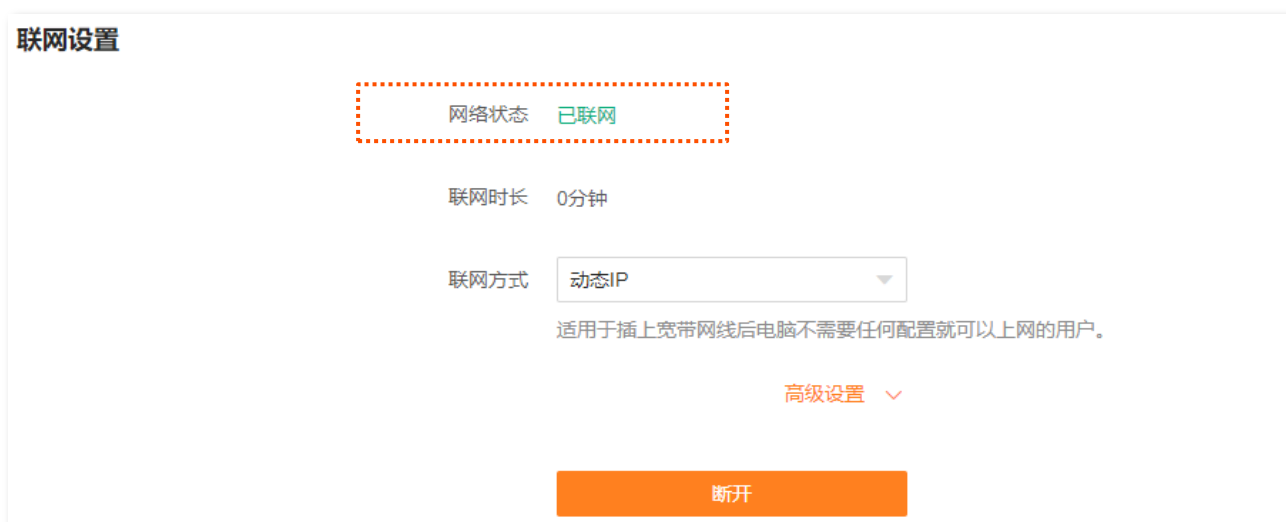 联网设置
网络状态 已联网
联网时长 0分钟
联网方式 动态IP
适用于插上宽带网线后电脑不需要任何配置就可以上网的用户。
高级设置
断开